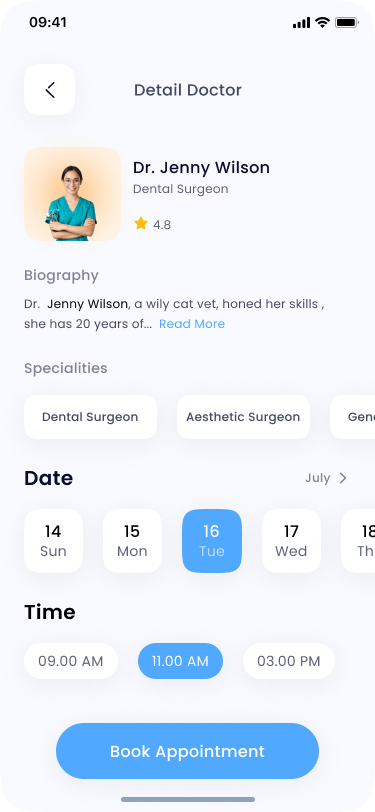 09:41
Detail Doctor
Dr. Jenny Wilson
Dental Surgeon
4.8
Biography
Dr. Jenny Wilson, a wily cat vet, honed her skills ,
she has 20 years of... Read More
Specialities
Dental Surgeon Aesthetic Surgeon Gene
Date July
14 15 16 17 18
Sun Mon Tue Wed Th
Time
09.00 AM 11.00 AM 03.00 PM
Book Appointment